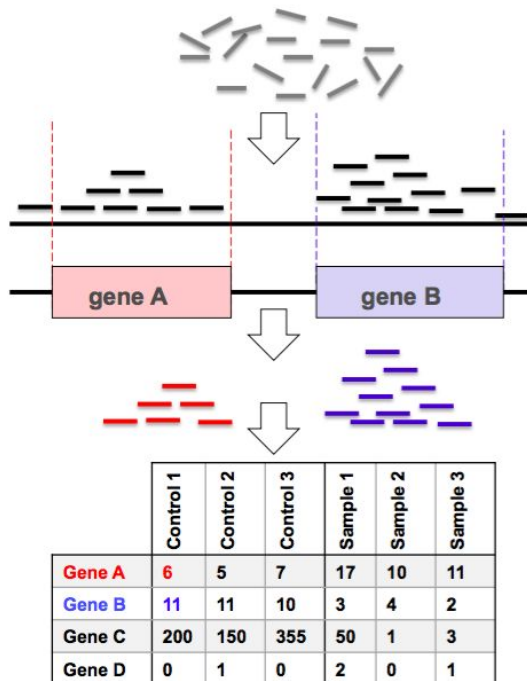 gene A gene B
Control 1 Control 2 Control 3 Sample 1 Sample 2 Sample 3
Gene A 6 5 7 17 10 11
Gene B 11 11 10 3 4 2
Gene C 200 150 355 50 1 3
Gene D 0 1 0 2 0 1